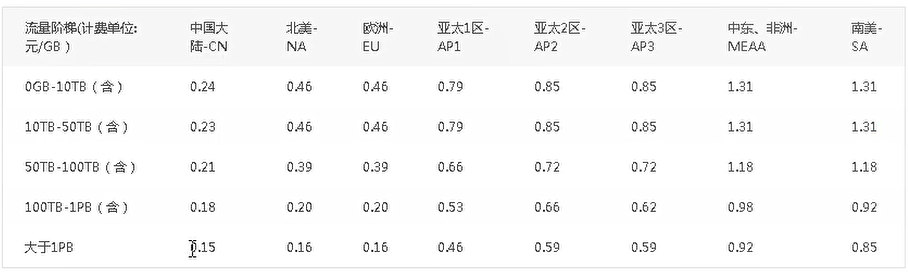 流量阶梯(计费单位: 中国大 北美- 欧洲- 亚太1区- 亚太2区- 亚太3区- 中东、非洲- 南美-
元/GB ) 陆-CN NA EU AP1 AP2 AP3 MEAA SA
0GB-10TB ( 含 ) 0.24 0.46 0.46 0.79 0.85 0.85 1.31 1.31
10TB-50TB ( 含 ) 0.23 0.46 0.46 0.79 0.85 0.85 1.31 1.31
50TB-100TB ( 含 ) 0.21 0.39 0.39 0.66 0.72 0.72 1.18 1.18
100TB-1PB ( 含 ) 0.18 0.20 0.20 0.53 0.66 0.62 0.98 0.92
大于1PB 0.15 0.16 0.16 0.46 0.59 0.59 0.92 0.85